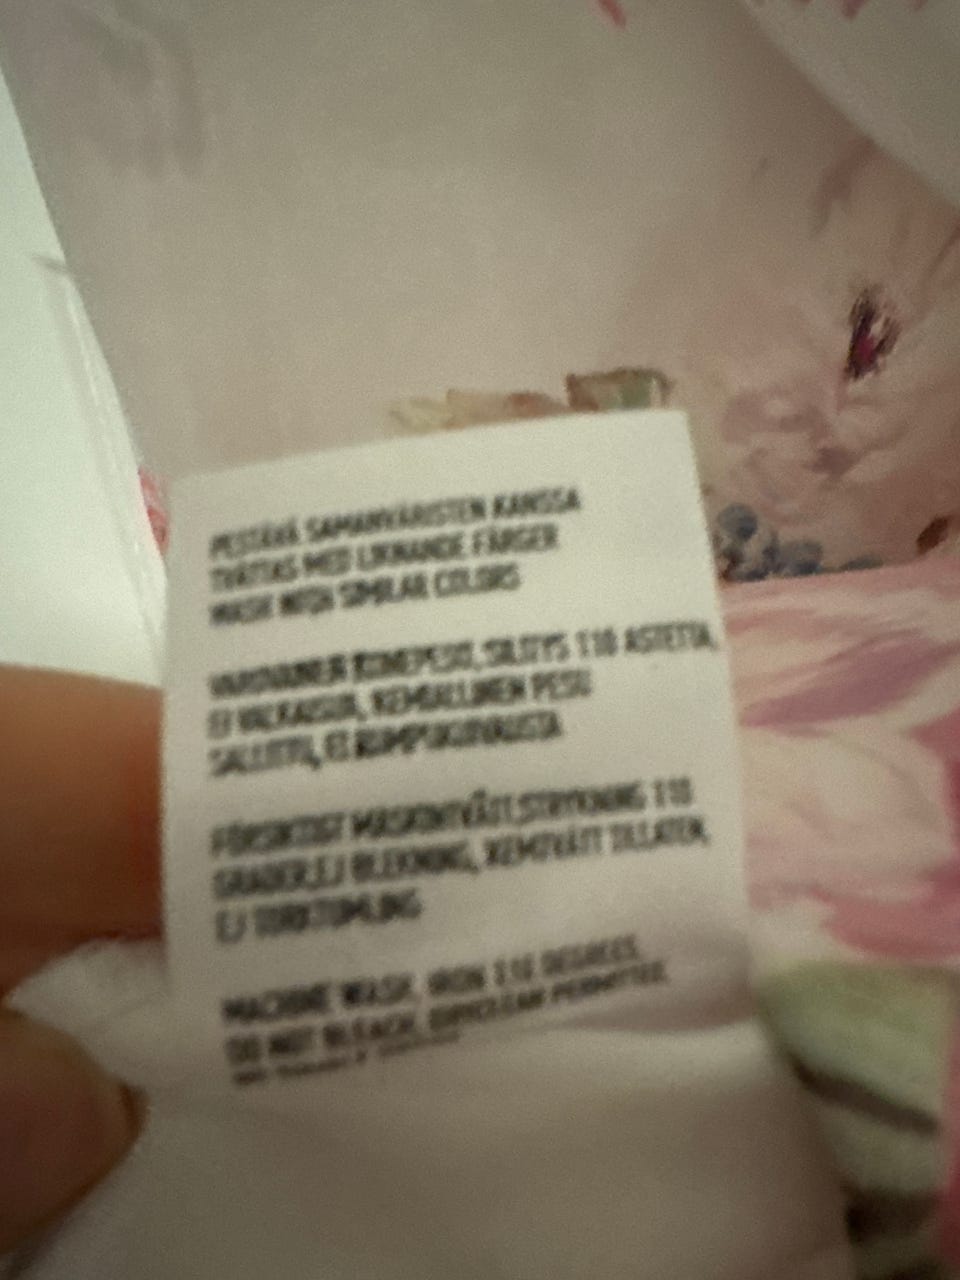 PESTÄVÄ SAMANVÄRISTEN KANSSA
TVÄTTAS MED LIKNANDE FÄRGER
WASH WITH SIMILAR COLORS
VAROVAINEN KONEPESU, SILITYS 110 ASTETTA,
EI VALKAISUA, KEMIALLINEN PESU
SALLITTU, EI RUMPUKUIVAUSTA
FÖRSIKTIGT MASKINTVÄTT, STRYKNING 110
GRADER, EJ BLEKNING, KEMTVÄTT TILLÅTEN,
EJ TORKTUMLING
MACHINE WASH, IRON 110 DEGREES,
DO NOT BLEACH, DRYCLEAN PERMITTED,